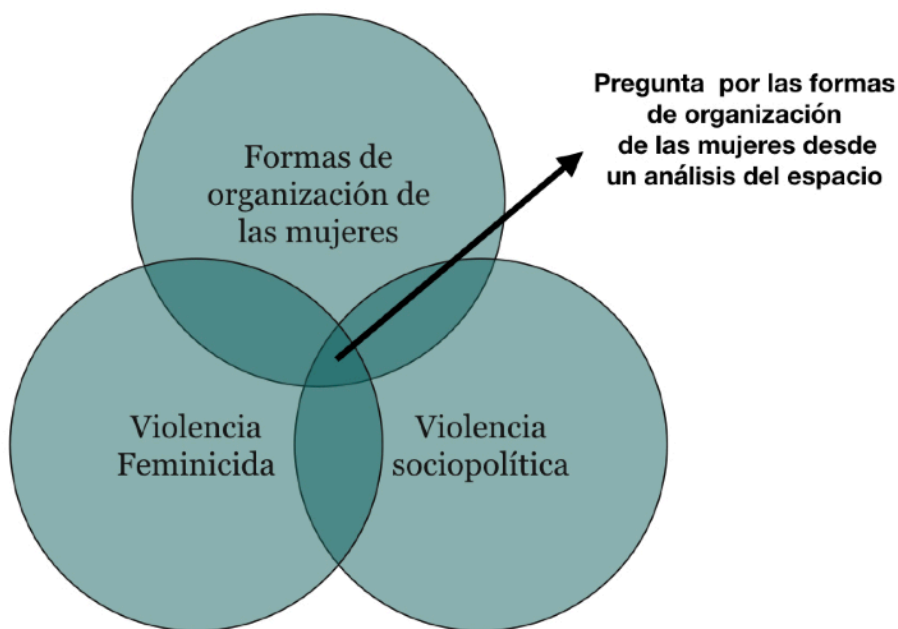 Pregunta por las formas
de organización
de las mujeres desde
un análisis del espacio
Formas de
organización de
las mujeres
Violencia
Feminicida
Violencia
sociopolítica